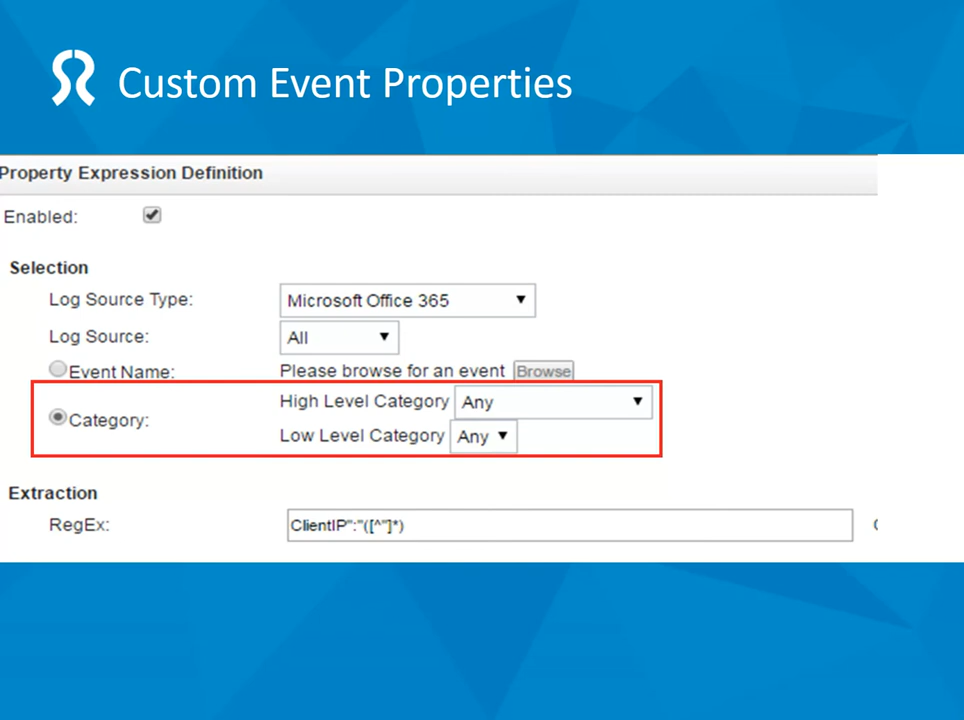 Custom Event Properties
Property Expression Definition
Enabled:
Selection
Log Source Type: Microsoft Office 365
Log Source: All
Event Name: Please browse for an event Browse
Category: High Level Category Any
Low Level Category Any
Extraction
RegEx: ClientIP":"([^"]*)